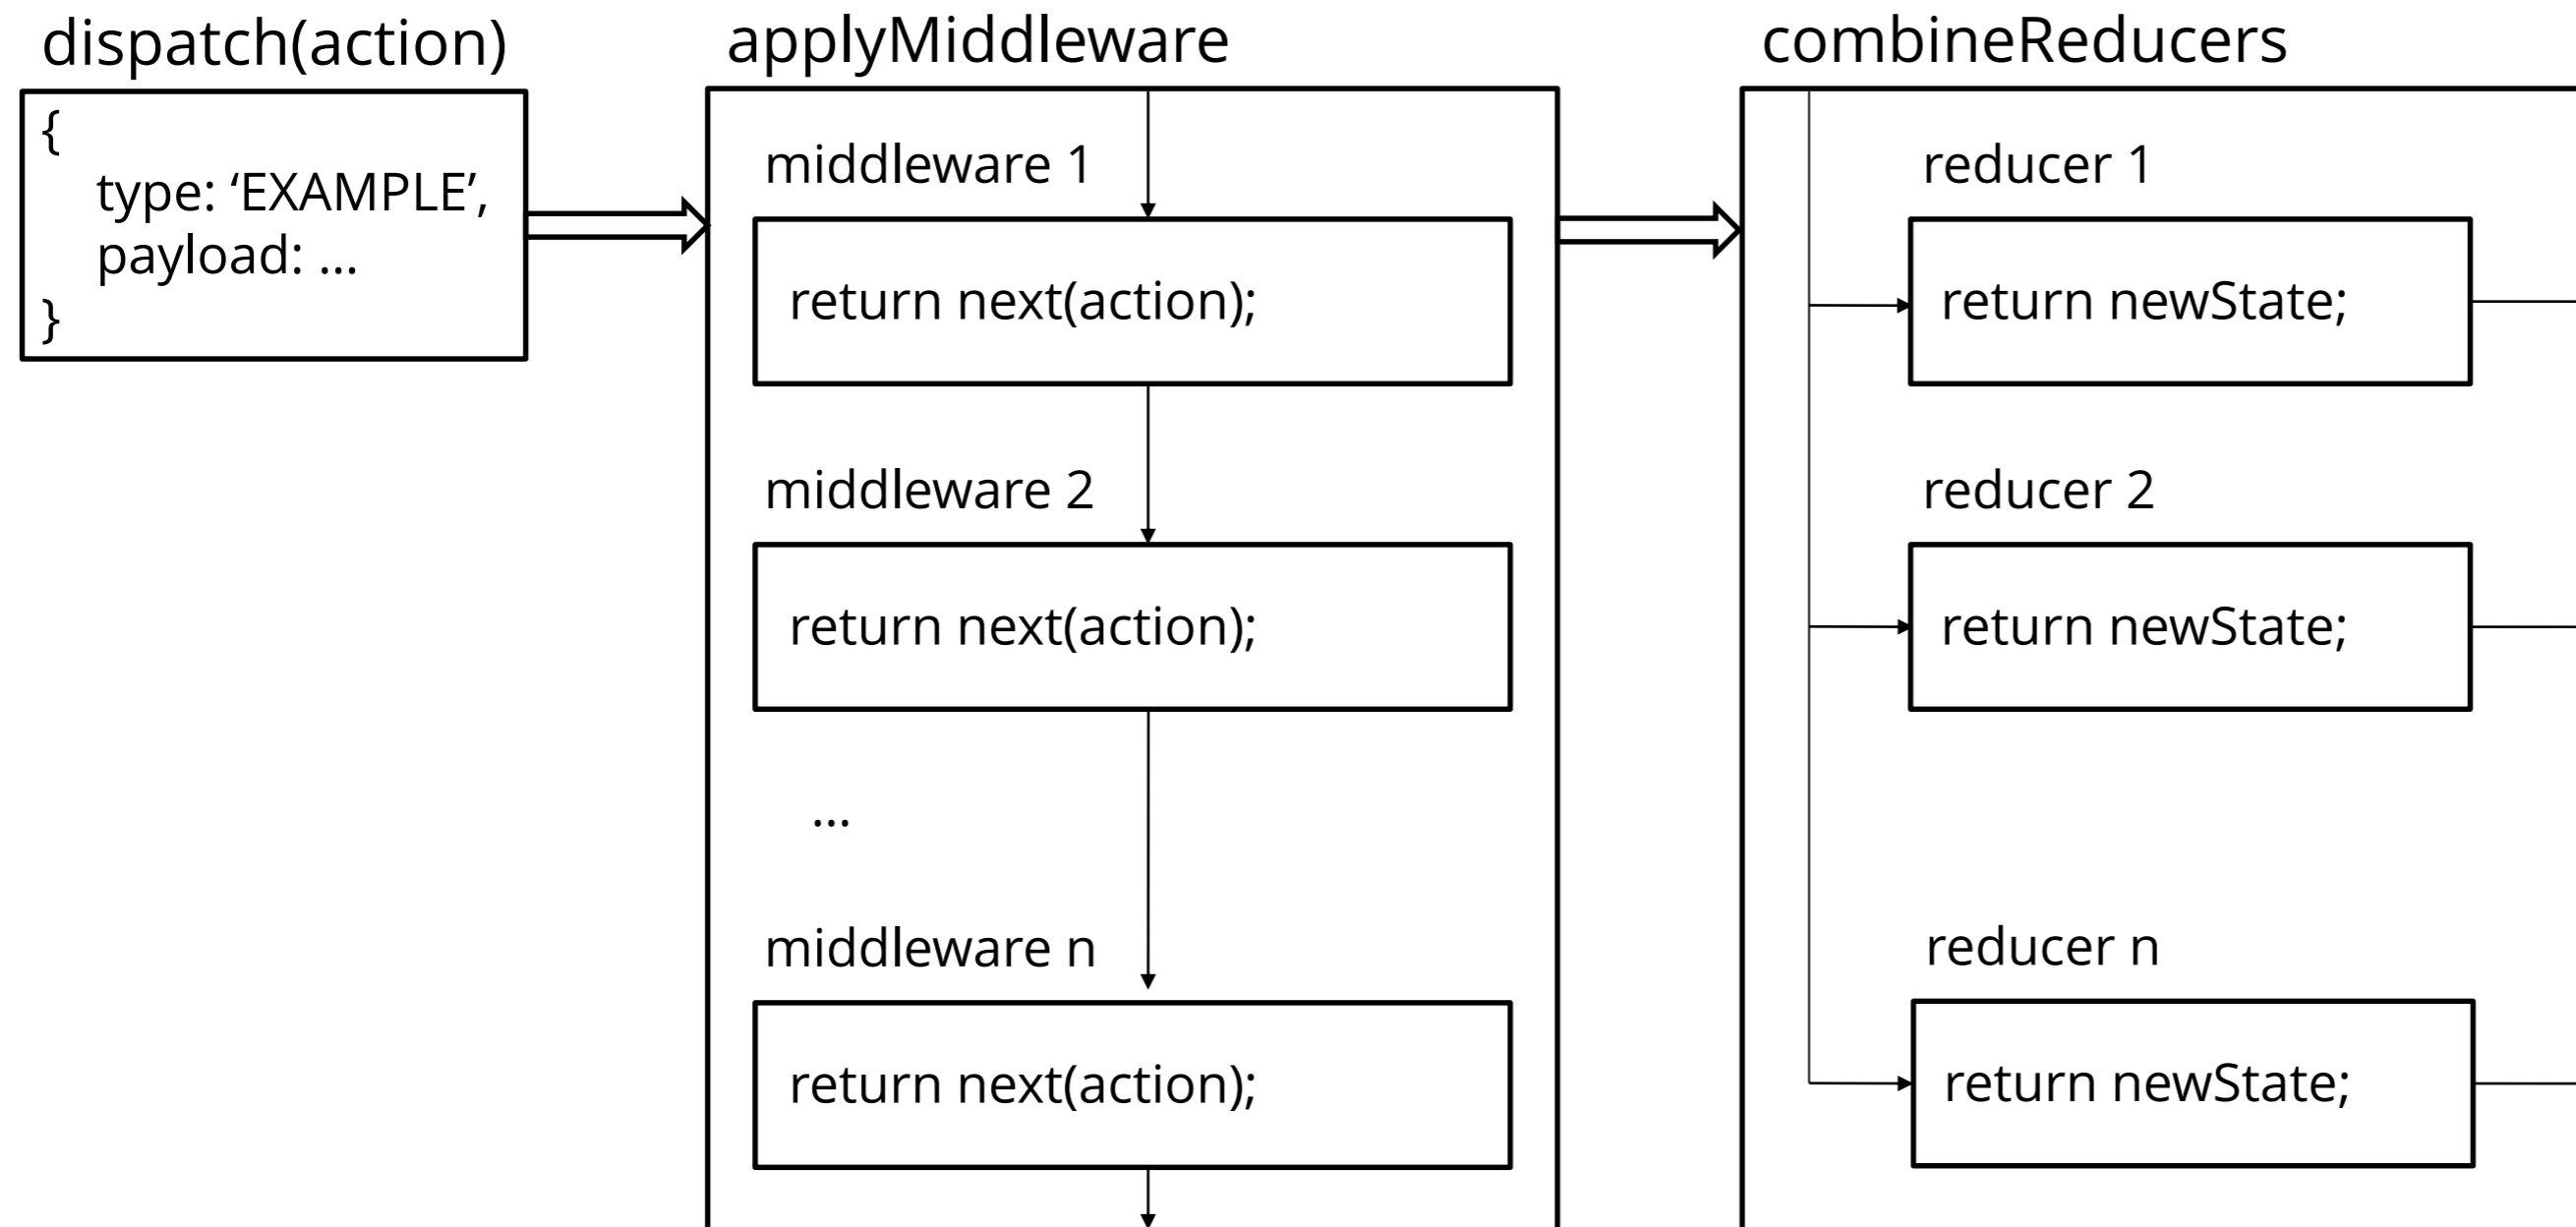 dispatch(action)
{
type: ‘EXAMPLE’,
payload: ...
}
applyMiddleware
middleware 1
return next(action);
middleware 2
return next(action);
...
middleware n
return next(action);
combineReducers
reducer 1
return newState;
reducer 2
return newState;
reducer n
return newState;